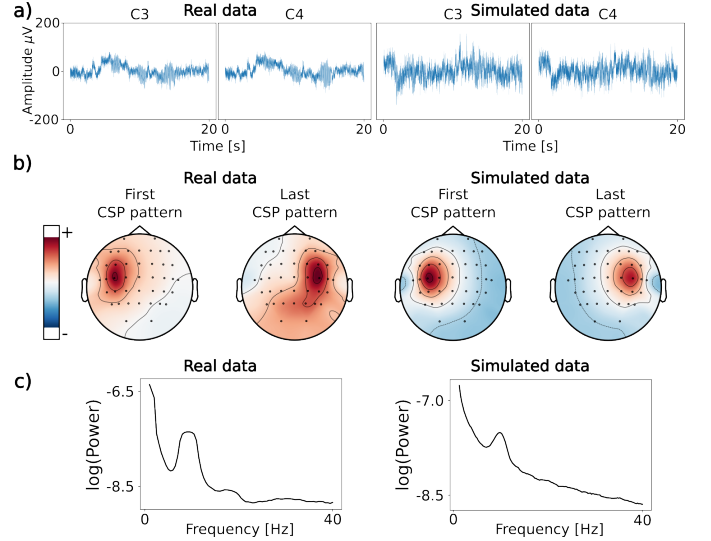 a)
Real data
Simulated data
C3
C4
C3
C4
Amplitude μV
200
0
-200
0
20
0
20
0
20
0
20
Time [s]
Time [s]
b)
Real data
Simulated data
First
CSP pattern
Last
CSP pattern
First
CSP pattern
Last
CSP pattern
+
-
c)
Real data
Simulated data
log(Power)
-6.5
-8.5
0
40
Frequency [Hz]
log(Power)
-7.0
-8.5
0
40
Frequency [Hz]